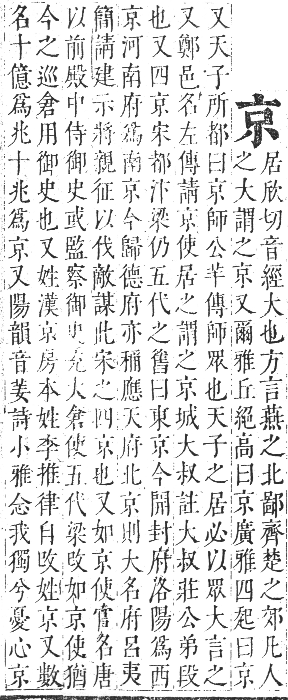 京
居欣切音經大也方言燕之北鄙齊楚之郊凡人
之大謂之京又爾雅丘絕高曰京廣雅四起曰京
又天子所都曰京師公羊傳師眾也天子之居必以眾大言之
又鄭邑名左傳請京使居之謂之京城大叔註大叔莊公弟段
也又四京宋都汴梁仍五代之舊曰東京今開封府洛陽爲西
京河南府爲南京今歸德府亦稱應天府北京則大名府呂夷
簡請建示將親征以伐敵謀此宋之四京也又如京使官名唐
以前殿中侍御史或監察御史充大倉使五代梁改如京使猶
今之巡倉用御史也又姓漢京房本姓李推律自改姓京又數
名十億爲兆十兆爲京又陽韻音姜詩小雅念我獨兮憂心京